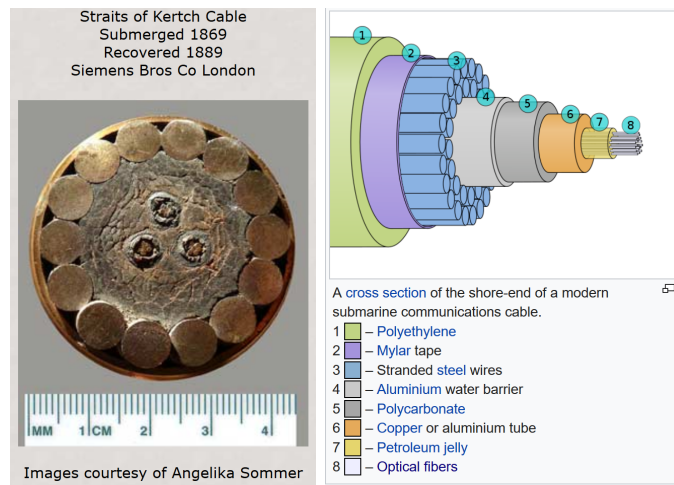 Straits of Kertch Cable
Submerged 1869
Recovered 1889
Siemens Bros Co London
MM 1 CM 2 3 4
Images courtesy of Angelika Sommer
1 2 3 4 5 6 7 8
A cross section of the shore-end of a modern
submarine communications cable.
1 – Polyethylene
2 – Mylar tape
3 – Stranded steel wires
4 – Aluminium water barrier
5 – Polycarbonate
6 – Copper or aluminium tube
7 – Petroleum jelly
8 – Optical fibers